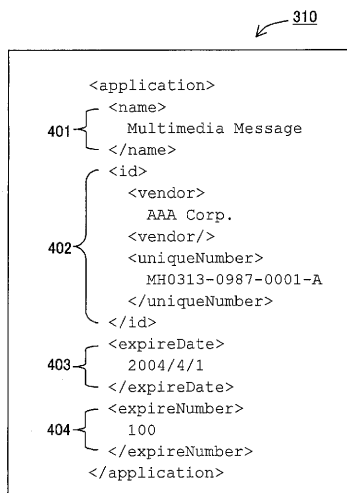 310
<application>
<name>
401
Multimedia Message
</name>
<id>
<vendor>
AAA Corp.
402
<vendor/>
<uniqueNumber>
MH0313-0987-0001-A
</uniqueNumber>
</id>
<expireDate>
403
2004/4/1
</expireDate>
<expireNumber>
404
100
</expireNumber>
</application>